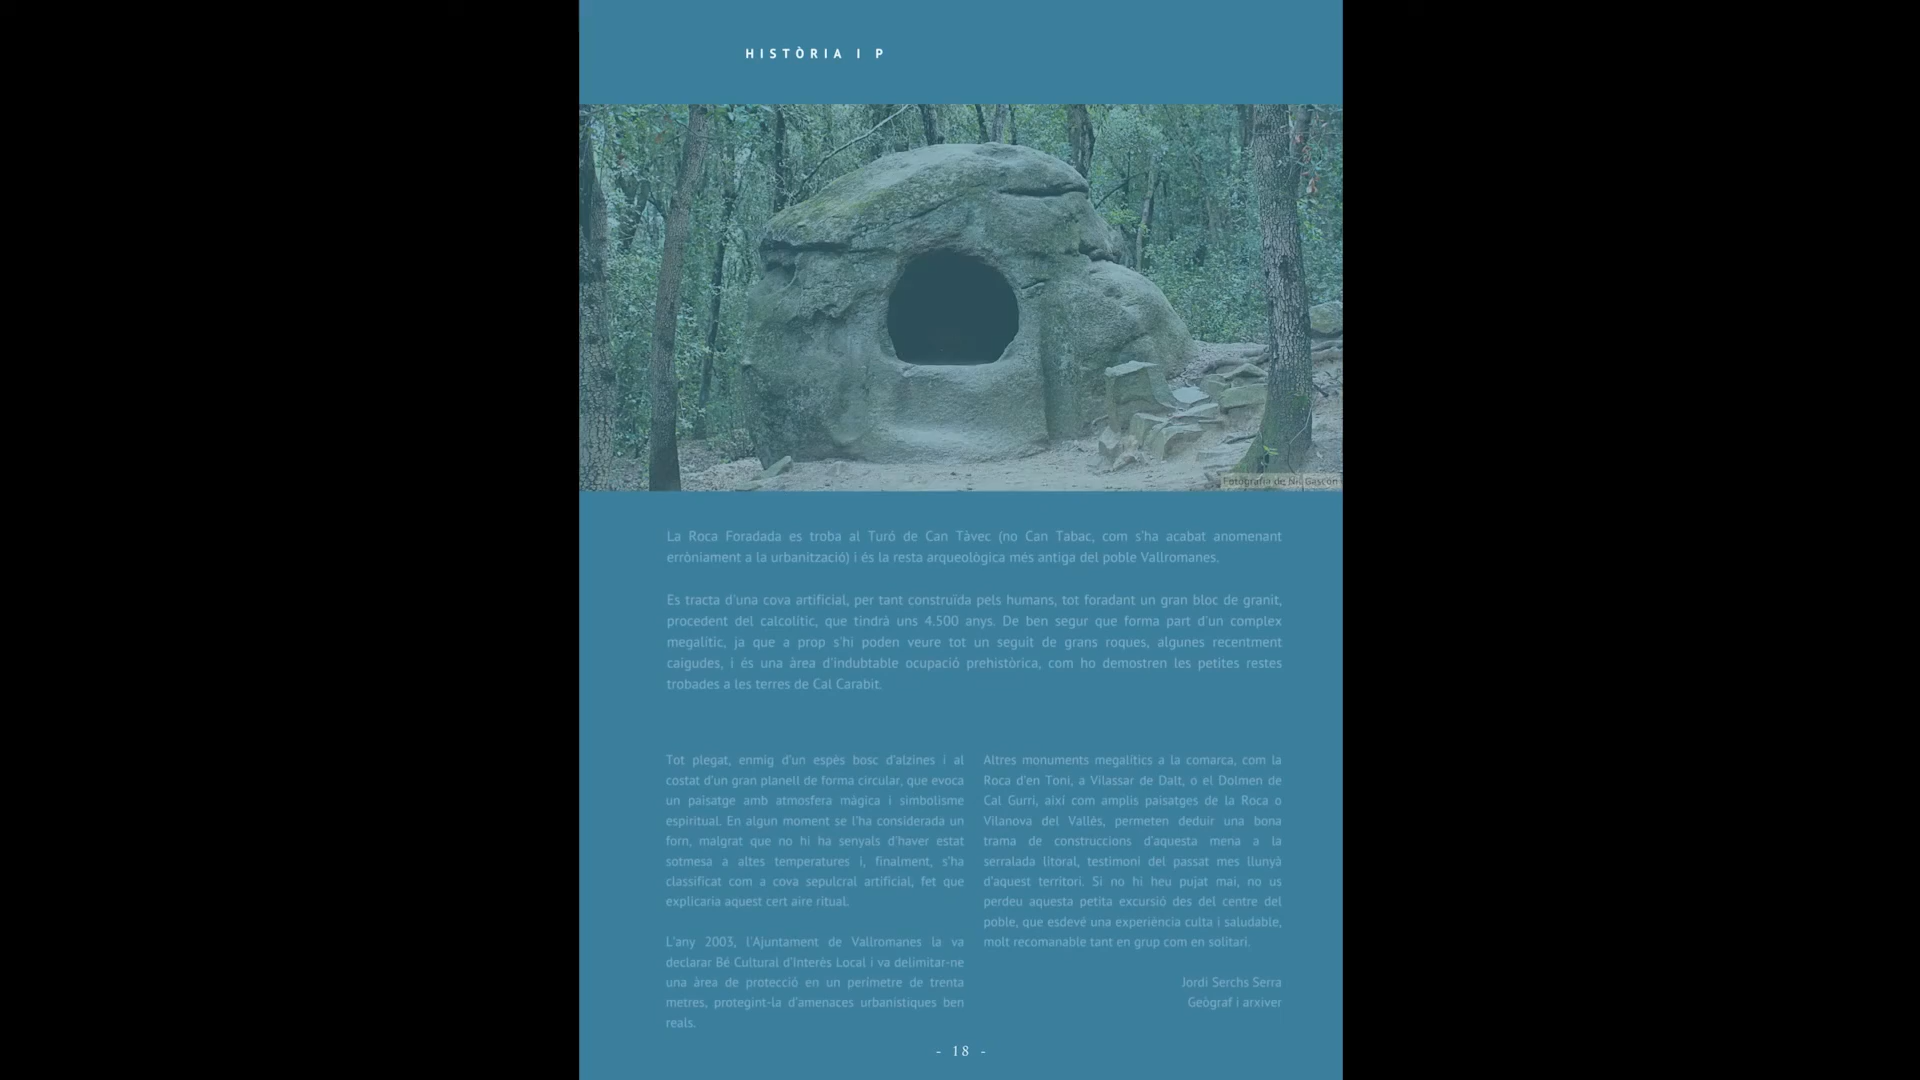 HISTÒRIA I P
Fotografia de Nil Gascon
La Roca Foradada es troba al Turó de Can Tàvec (no Can Tabac, com s'ha acabat anomenant
erròniament a la urbanització) i és la resta arqueològica més antiga del poble Vallromanes.
Es tracta d'una cova artificial, per tant construïda pels humans, tot foradant un gran bloc de granit,
procedent del calcolític, que tindrà uns 4.500 anys. De ben segur que forma part d'un complex
megalític, ja que a prop s'hi poden veure tot un seguit de grans roques, algunes recentment
caigudes, i és una àrea d'indubtable ocupació prehistòrica, com ho demostren les petites restes
trobades a les terres de Cal Carabit.
Tot plegat, enmig d'un espès bosc d'alzines i al
costat d'un gran planell de forma circular, que evoca
un paisatge amb atmosfera màgica i simbolisme
espiritual. En algun moment se l'ha considerada un
forn, malgrat que no hi ha senyals d'haver estat
sotmesa a altes temperatures i, finalment, s'ha
classificat com a cova sepulcral artificial, fet que
explicaria aquest cert aire ritual.
L'any 2003, l'Ajuntament de Vallromanes la va
declarar Bé Cultural d'Interès Local i va delimitar-ne
una àrea de protecció en un perímetre de trenta
metres, protegint-la d'amenaces urbanístiques ben
reals.
Altres monuments megalítics a la comarca, com la
Roca d'en Toni, a Vilassar de Dalt, o el Dolmen de
Cal Gurri, així com amplis paisatges de la Roca o
Vilanova del Vallès, permeten deduir una bona
trama de construccions d'aquesta mena a la
serralada litoral, testimoni del passat mes llunyà
d'aquest territori. Si no hi heu pujat mai, no us
perdeu aquesta petita excursió des del centre del
poble, que esdevé una experiència culta i saludable,
molt recomanable tant en grup com en solitari.
Jordi Serchs Serra
Geògraf i arxiver
- 18 -